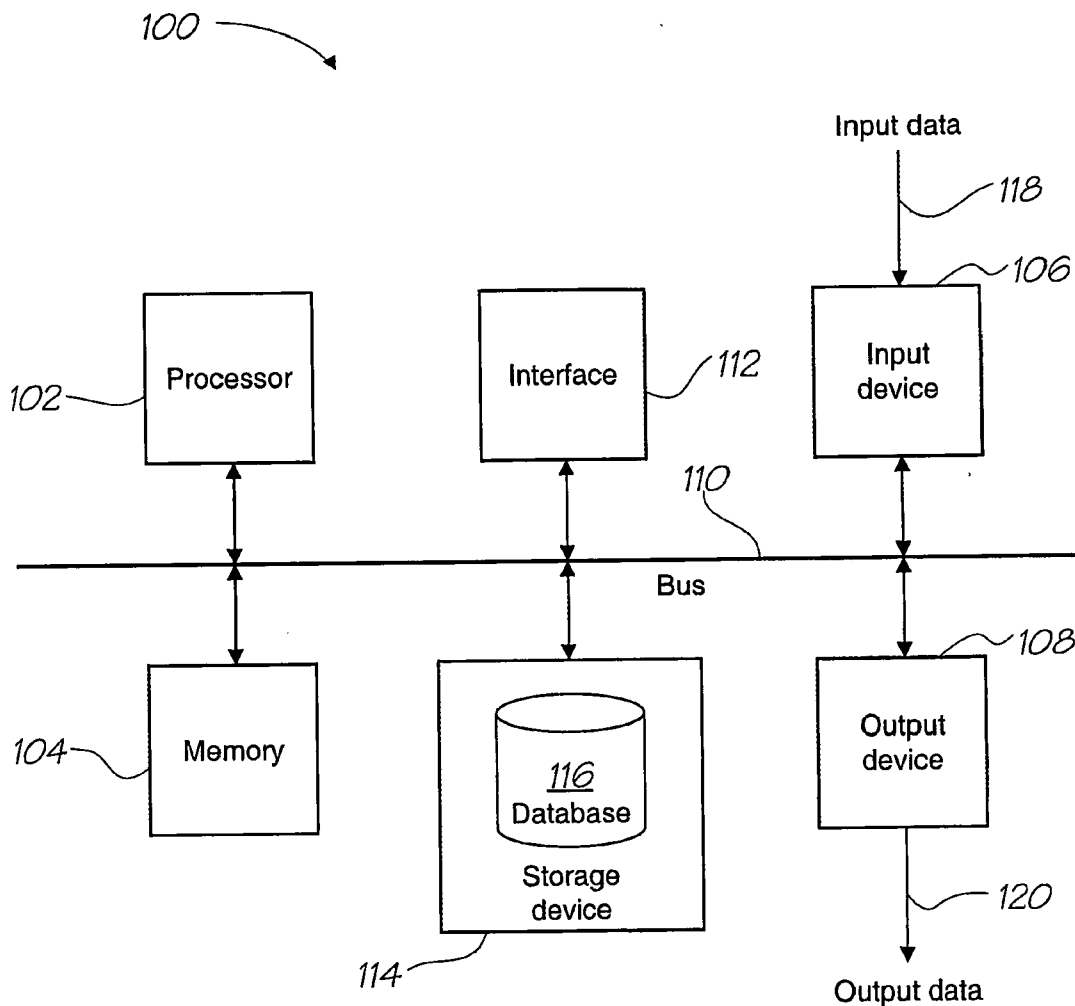 100
Input data
118
106
Processor
102
Interface
112
Input
device
110
Bus
108
104
Memory
116
Database
Storage
device
114
Output
device
120
Output data